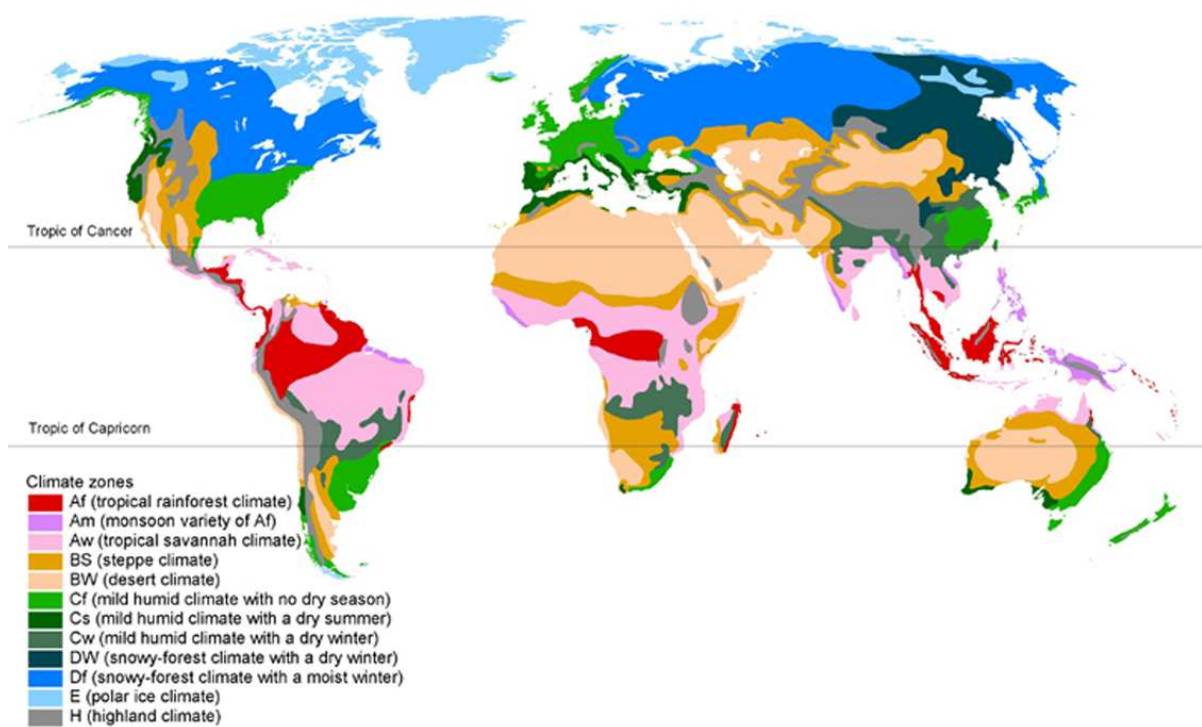 Tropic of Cancer
Tropic of Capricorn
Climate zones
Af (tropical rainforest climate)
Am (monsoon variety of Af)
Aw (tropical savannah climate)
BS (steppe climate)
BW (desert climate)
Cf (mild humid climate with no dry season)
Cs (mild humid climate with a dry summer)
Cw (mild humid climate with a dry winter)
DW (snowy-forest climate with a dry winter)
Df (snowy-forest climate with a moist winter)
E (polar ice climate)
H (highland climate)